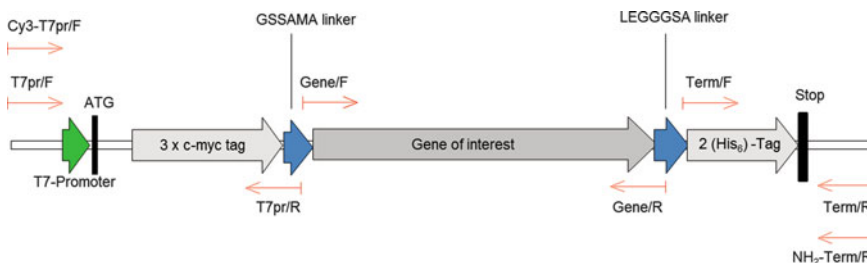 Cy3-T7pr/F
GSSAMA linker
LEGGGSA linker
T7pr/F
ATG
Gene/F
Term/F
Stop
3 x c-myc tag
Gene of interest
2 (His₆) -Tag
T7-Promoter
T7pr/R
Gene/R
Term/R
NH₂-Term/R